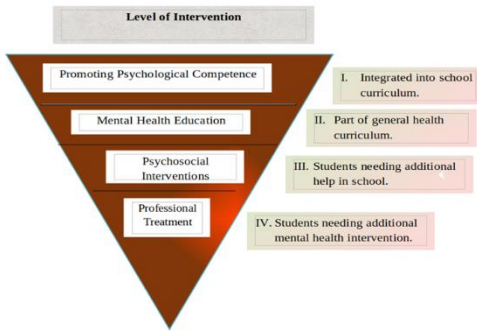 Level of Intervention
Promoting Psychological Competence
I. Integrated into school
curriculum.
Mental Health Education
II. Part of general health
curriculum.
Psychosocial
Interventions
III. Students needing additional
help in school.
Professional
Treatment
IV. Students needing additional
mental health intervention.